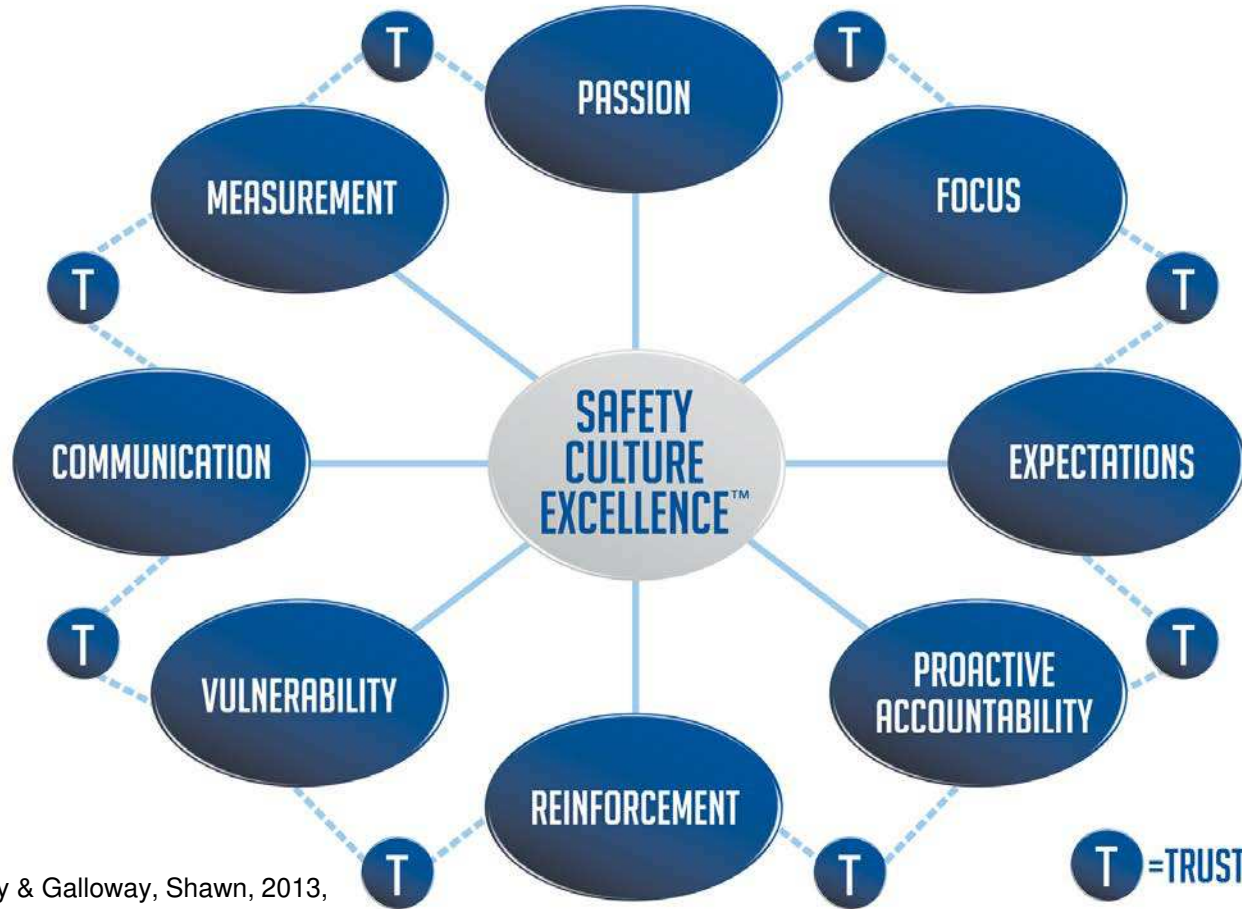 T
T
PASSION
MEASUREMENT
FOCUS
T
T
SAFETY
CULTURE
EXCELLENCE™
COMMUNICATION
EXPECTATIONS
T
T
VULNERABILITY
PROACTIVE
ACCOUNTABILITY
REINFORCEMENT
T
T
T =TRUST
y & Galloway, Shawn, 2013,